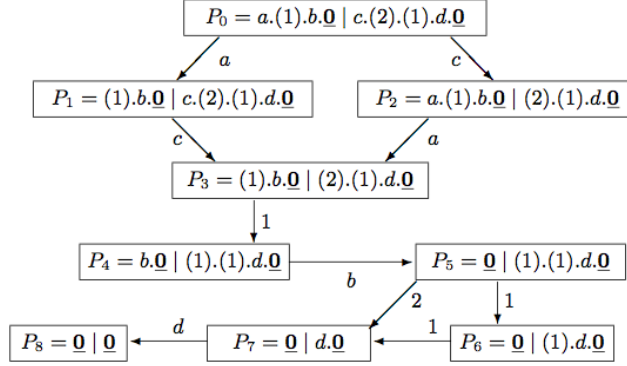 P₀ = a.(1).b.0 | c.(2).(1).d.0
a
c
P₁ = (1).b.0 | c.(2).(1).d.0
P₂ = a.(1).b.0 | (2).(1).d.0
c
a
P₃ = (1).b.0 | (2).(1).d.0
1
P₄ = b.0 | (1).(1).d.0
b
P₅ = 0 | (1).(1).d.0
2
1
P₈ = 0 | 0
d
P₇ = 0 | d.0
1
P₆ = 0 | (1).d.0